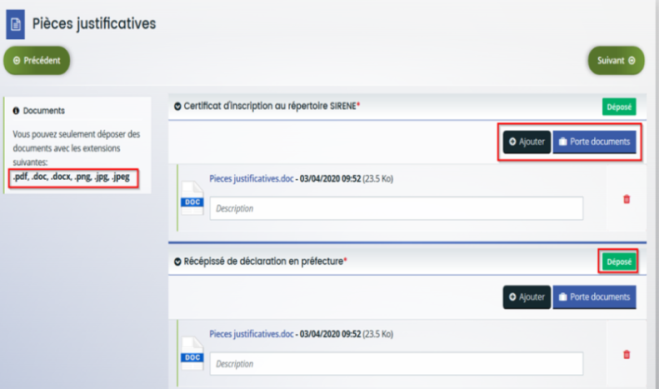 Pièces justificatives
Précédent
Suivant
Documents
Vous pouvez seulement déposer des
documents avec les extensions
suivantes:
.pdf, .doc, .docx, .png, .jpg, .jpeg
Certificat d'inscription au répertoire SIRENE*
Déposé
Ajouter
Porte documents
Pieces justificatives.doc - 03/04/2020 09:52 (23.5 Ko)
DOC
Description
Récépissé de déclaration en préfecture*
Déposé
Ajouter
Porte documents
Pieces justificatives.doc - 03/04/2020 09:52 (23.5 Ko)
DOC
Description